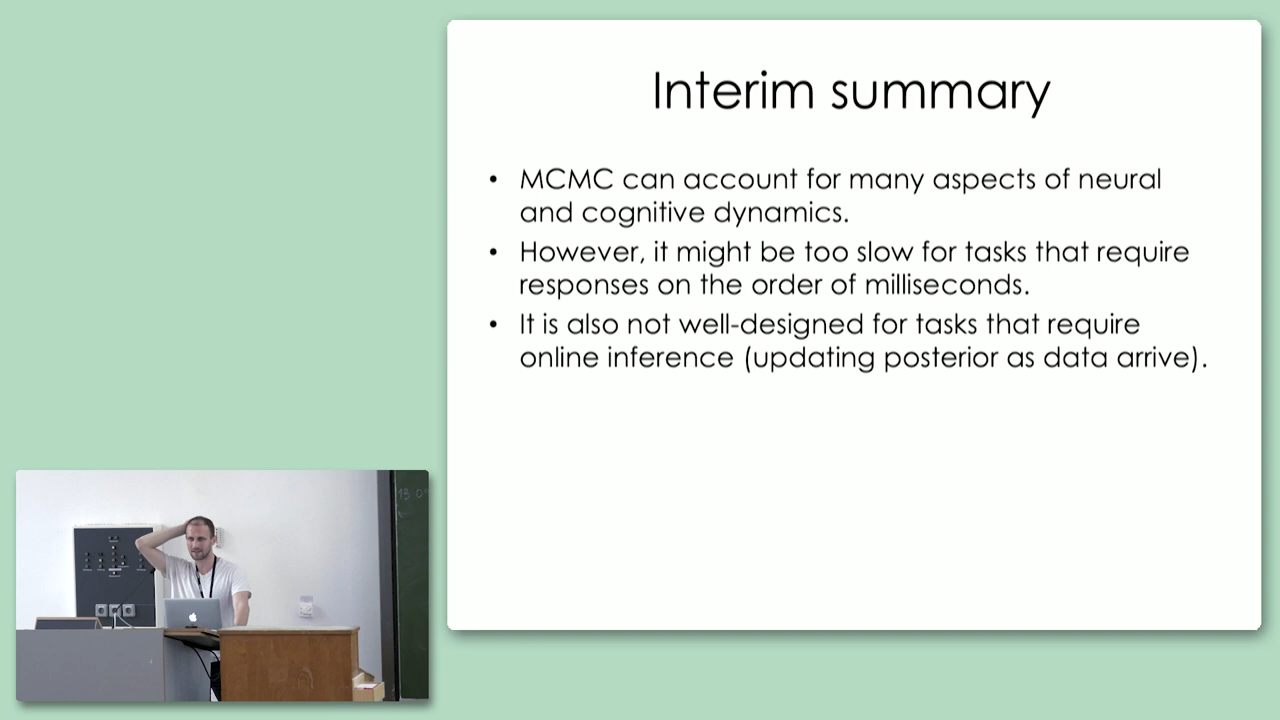 Interim summary
• MCMC can account for many aspects of neural
and cognitive dynamics.
• However, it might be too slow for tasks that require
responses on the order of milliseconds.
• It is also not well-designed for tasks that require
online inference (updating posterior as data arrive).